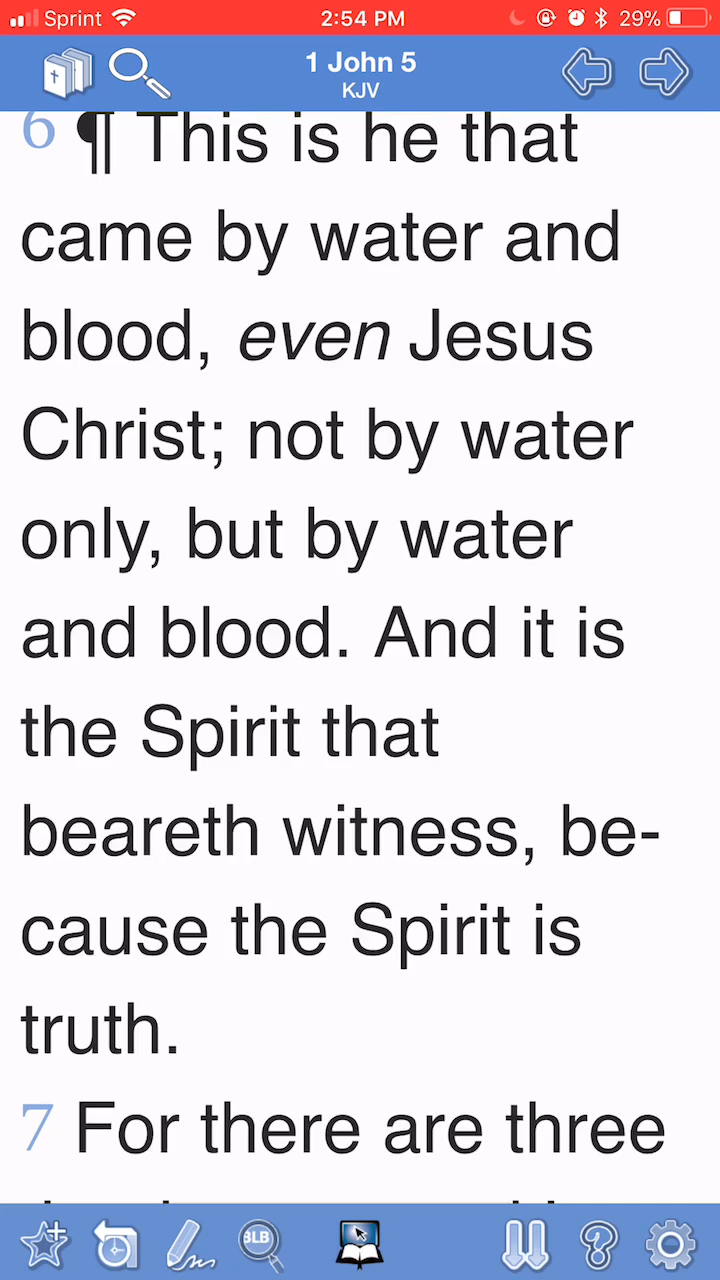 Sprint 2:54 PM 29%
1 John 5
KJV
6 ¶ This is he that
came by water and
blood, even Jesus
Christ; not by water
only, but by water
and blood. And it is
the Spirit that
beareth witness, be-
cause the Spirit is
truth.
7 For there are three
BLB